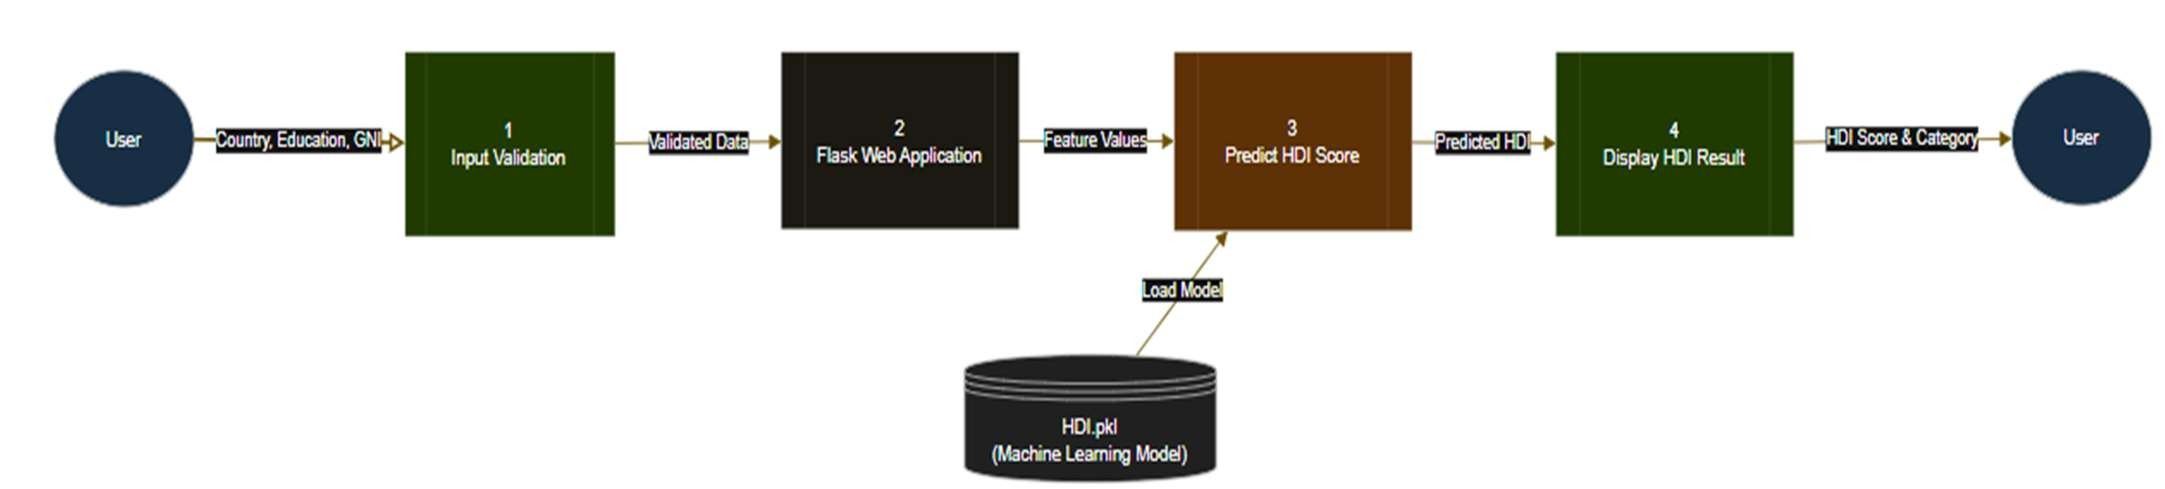 User
Country, Education, GNI
1
Input Validation
Validated Data
2
Flask Web Application
Feature Values
3
Predict HDI Score
Predicted HDI
4
Display HDI Result
HDI Score & Category
User
Load Model
HDI.pkl
(Machine Learning Model)